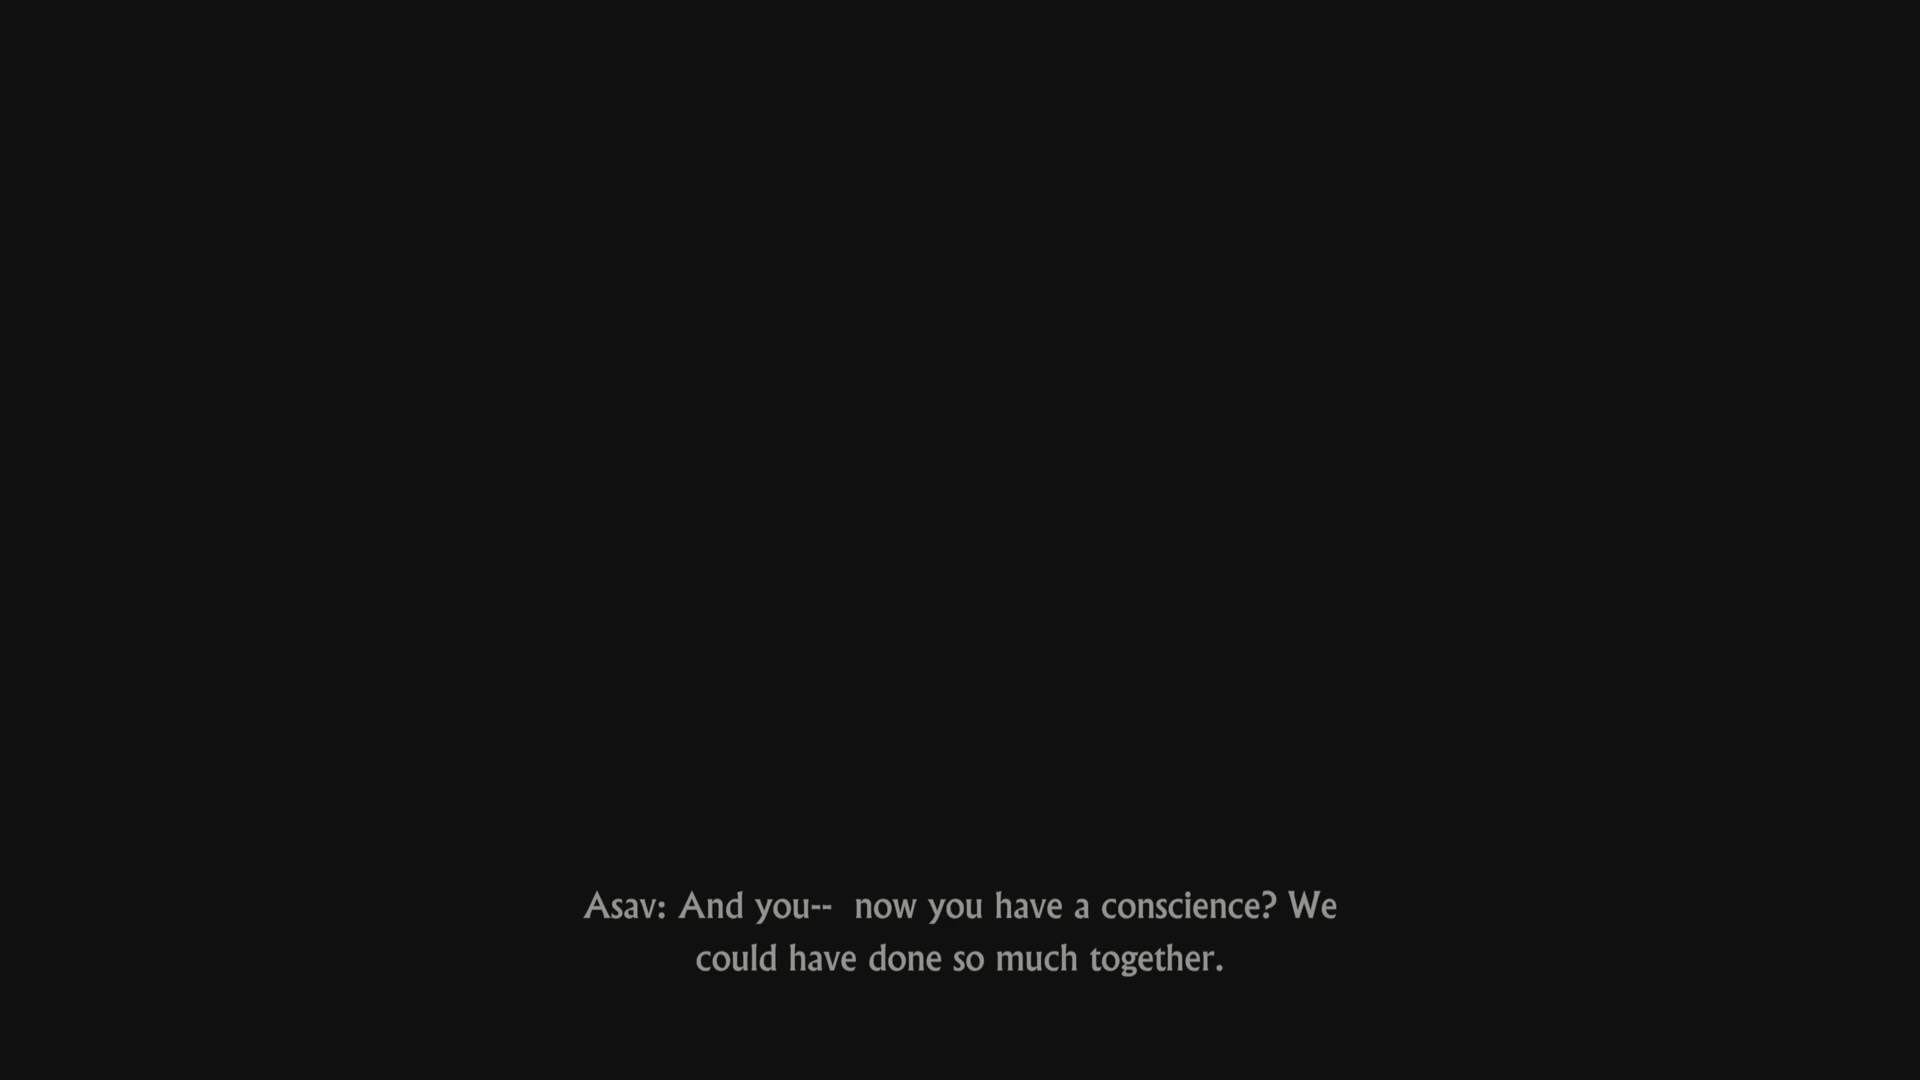 Asav: And you--  now you have a conscience? We
could have done so much together.